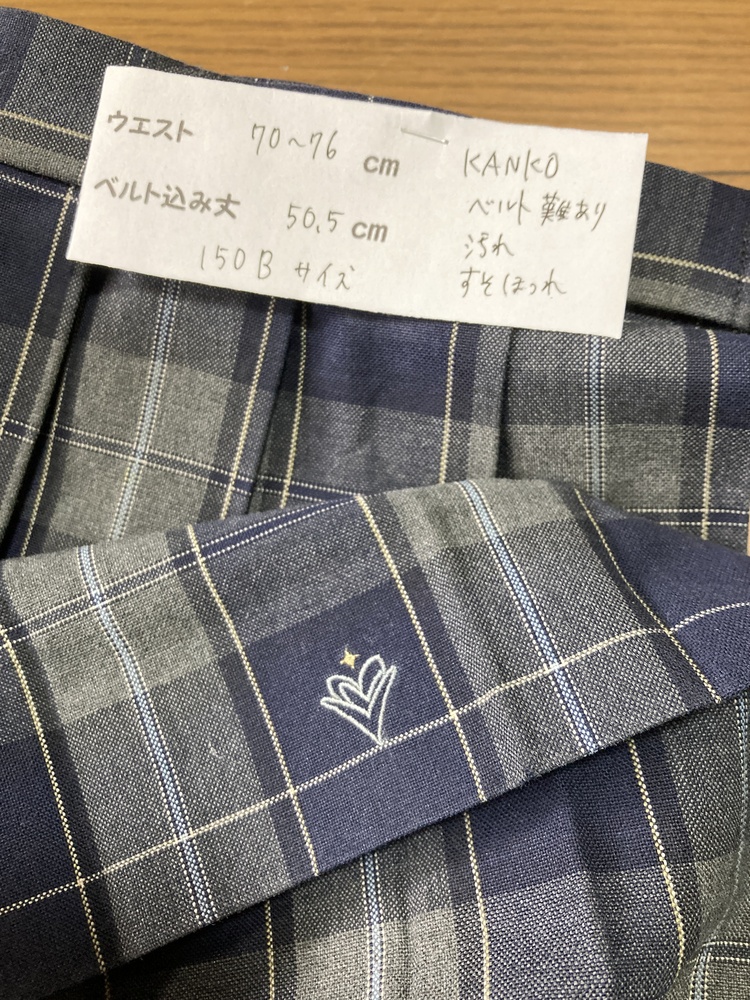 ウエスト 70～76 cm
ベルト込み丈 50.5 cm
150B サイズ
KANKO
ベルト難あり
汚れ
すそほつれ